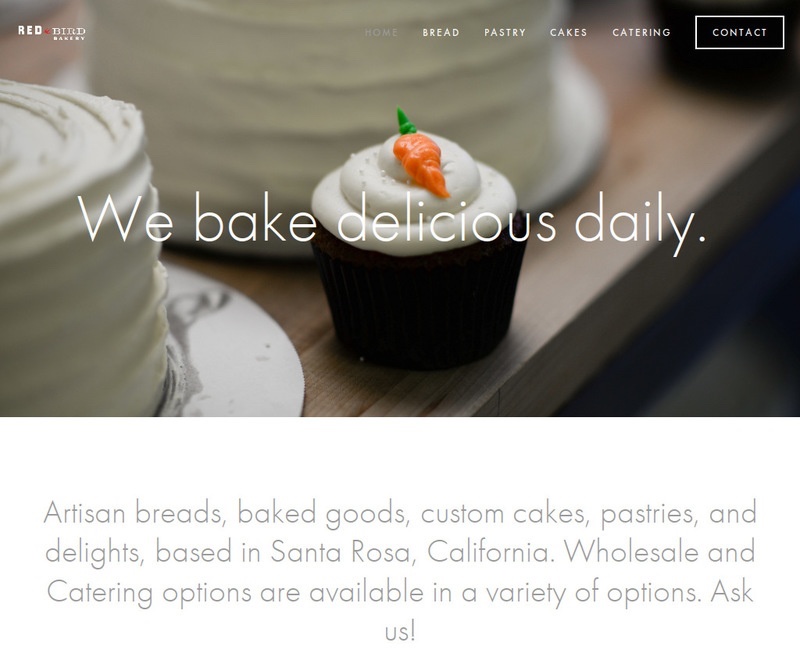 RED BIRD
BAKERY
HOME BREAD PASTRY CAKES CATERING CONTACT
We bake delicious daily.
Artisan breads, baked goods, custom cakes, pastries, and
delights, based in Santa Rosa, California. Wholesale and
Catering options are available in a variety of options. Ask
us!